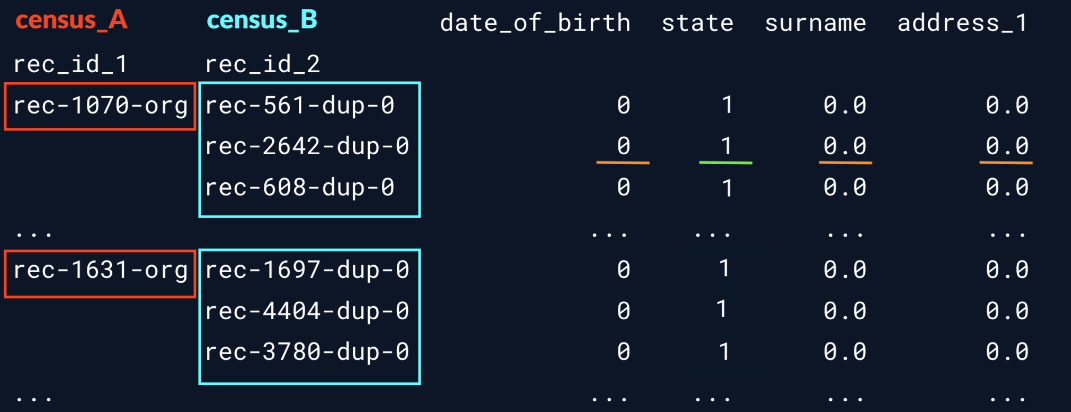 census_A census_B date_of_birth state surname address_1
rec_id_1 rec_id_2
rec-1070-org rec-561-dup-0 0 1 0.0 0.0
rec-2642-dup-0 0 1 0.0 0.0
rec-608-dup-0 0 1 0.0 0.0
... ... ... ... ...
rec-1631-org rec-1697-dup-0 0 1 0.0 0.0
rec-4404-dup-0 0 1 0.0 0.0
rec-3780-dup-0 0 1 0.0 0.0
... ... ... ... ...